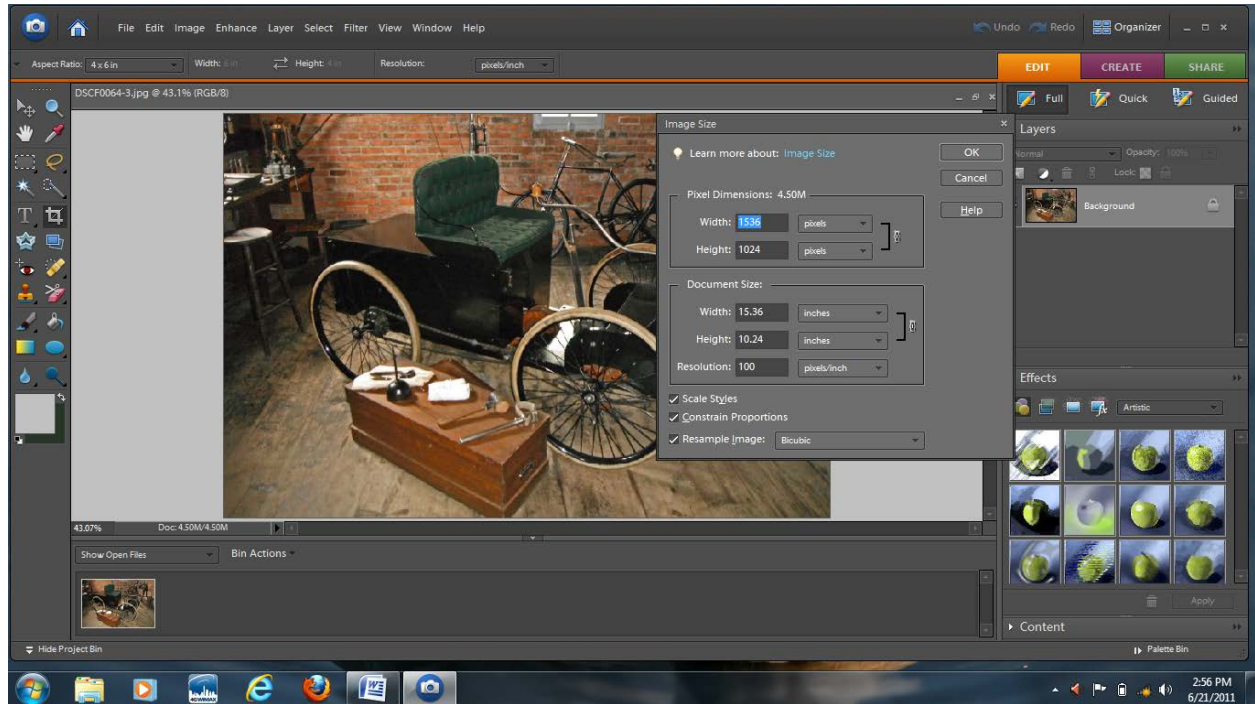 File Edit Image Enhance Layer Select Filter View Window Help
Undo Redo Organizer
Aspect Ratio: 4 x 6 in Width: 6 in Height: 4 in Resolution: pixels/inch
EDIT CREATE SHARE
DSCF0064-3.jpg @ 43.1% (RGB/8)
Full Quick Guided
Image Size
Learn more about: Image Size
OK
Cancel
Help
Pixel Dimensions: 4.50M
Width: 1536 pixels
Height: 1024 pixels
Document Size:
Width: 15.36 inches
Height: 10.24 inches
Resolution: 100 pixels/inch
Scale Styles
Constrain Proportions
Resample Image: Bicubic
Layers
Normal Opacity: 100%
Lock:
Background
Effects
Artistic
Apply
Content
43.07% Doc: 4.50M/4.50M
Show Open Files Bin Actions
Hide Project Bin
Palette Bin
2:56 PM
6/21/2011